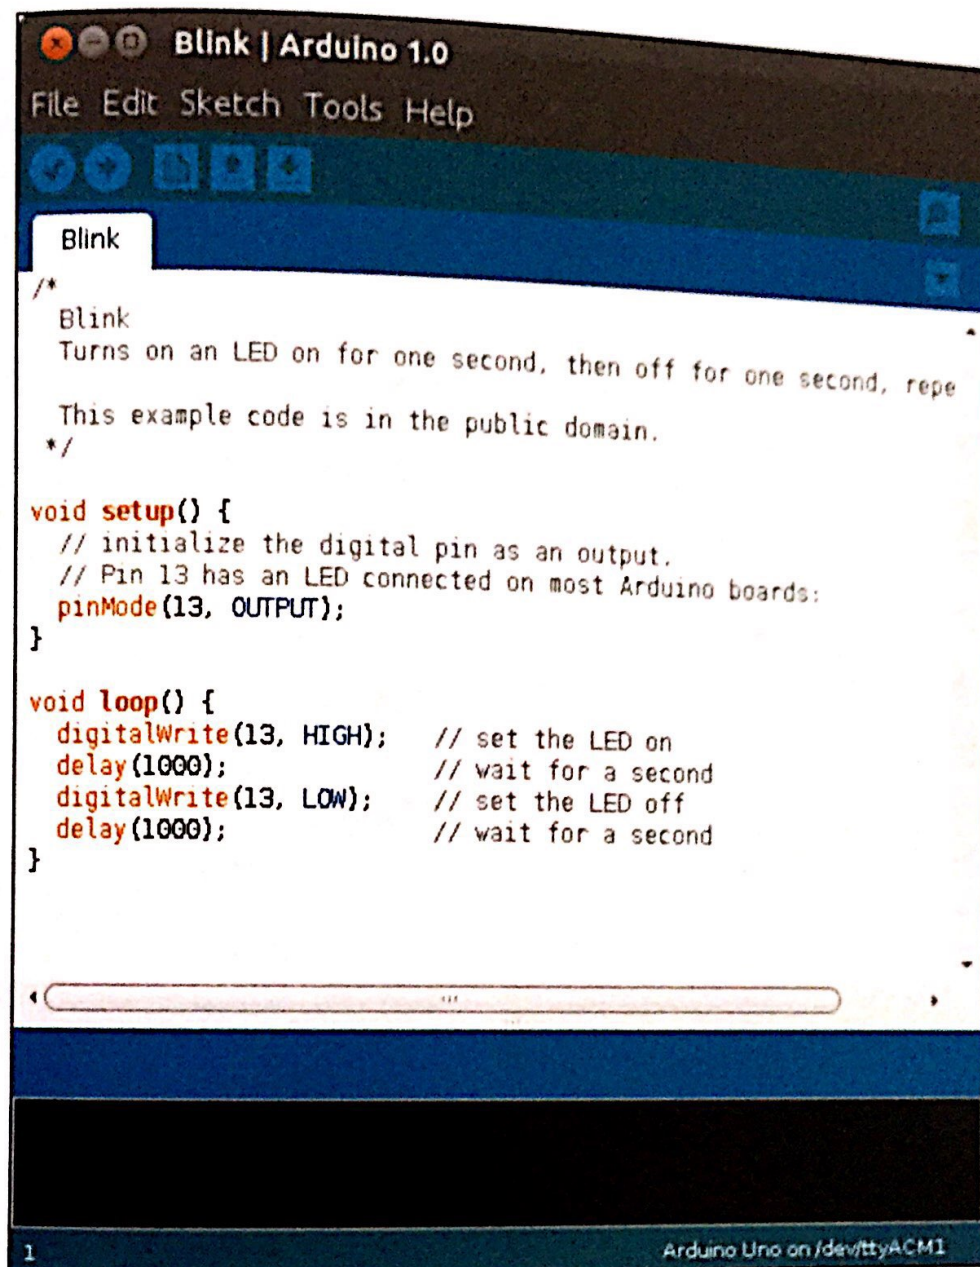 Blink | Arduino 1.0
File Edit Sketch Tools Help
Blink
/*
  Blink
  Turns on an LED on for one second, then off for one second, repe

  This example code is in the public domain.
 */

void setup() {
  // initialize the digital pin as an output.
  // Pin 13 has an LED connected on most Arduino boards:
  pinMode(13, OUTPUT);
}

void loop() {
  digitalWrite(13, HIGH);   // set the LED on
  delay(1000);              // wait for a second
  digitalWrite(13, LOW);    // set the LED off
  delay(1000);              // wait for a second
}
1 Arduino Uno on /dev/ttyACM1